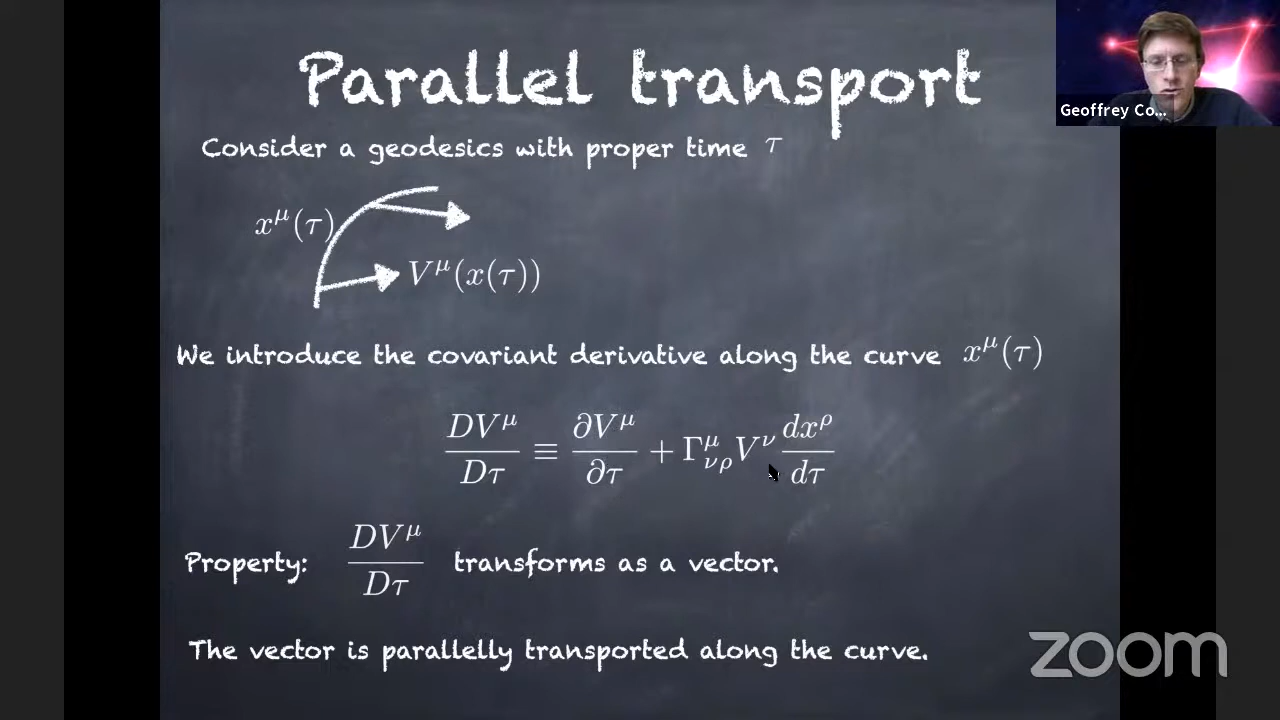 Parallel transport
Geoffrey Co...
Consider a geodesics with proper time τ
x^μ(τ)
V^μ(x(τ))
We introduce the covariant derivative along the curve x^μ(τ)
DV^μ/Dτ ≡ ∂V^μ/∂τ + Γ^μ_νρ V^ν dx^ρ/dτ
Property: DV^μ/Dτ transforms as a vector.
The vector is parallelly transported along the curve.
zoom